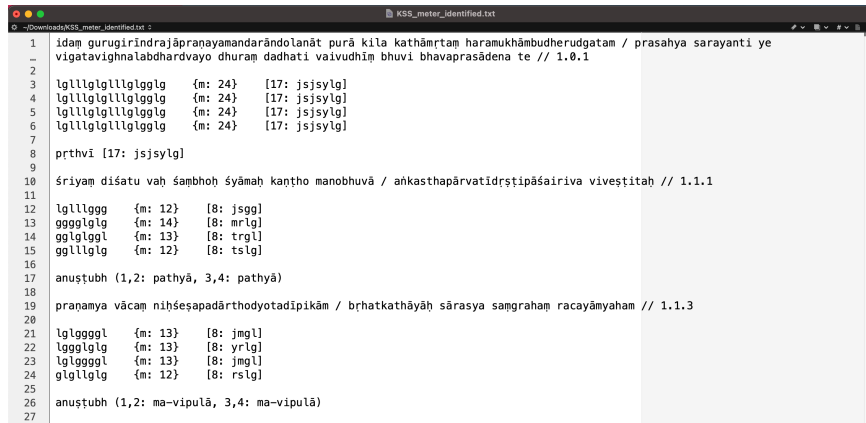 KSS_meter_identified.txt
~/Downloads/KSS_meter_identified.txt
1 idaṃ gurugirīndrajāpraṇayamandarāndolanāt purā kila kathāmṛtaṃ haramukhāmbudherudgatam / prasahya sarayanti ye
vigatavighnalabdhardvayo dhuraṃ dadhati vaivudhīṃ bhuvi bhavaprasādena te // 1.0.1
2
3 lglllglglllglgglg {m: 24} [17: jsjsylg]
4 lglllglglllglgglg {m: 24} [17: jsjsylg]
5 lglllglglllglgglg {m: 24} [17: jsjsylg]
6 lglllglglllglgglg {m: 24} [17: jsjsylg]
7
8 pṛthvī [17: jsjsylg]
9
10 śriyaṃ diśatu vaḥ śambhoḥ śyāmaḥ kaṇṭho manobhuvā / aṅkasthapārvatīdṛṣṭipāśairiva viveṣṭitaḥ // 1.1.1
11
12 lglllggg {m: 12} [8: jsgg]
13 gggglglg {m: 14} [8: mrlg]
14 gglglggl {m: 13} [8: trgl]
15 gglllglg {m: 12} [8: tslg]
16
17 anuṣṭubh (1,2: pathyā, 3,4: pathyā)
18
19 praṇamya vācaṃ niḥśeṣapadārthodyotadīpikām / bṛhatkathāyāḥ sārasya saṃgrahaṃ racayāmyaham // 1.1.3
20
21 lglggggl {m: 13} [8: jmgl]
22 lggglglg {m: 13} [8: yrlg]
23 lglggggl {m: 13} [8: jmgl]
24 glgllglg {m: 12} [8: rslg]
25
26 anuṣṭubh (1,2: ma-vipulā, 3,4: ma-vipulā)
27